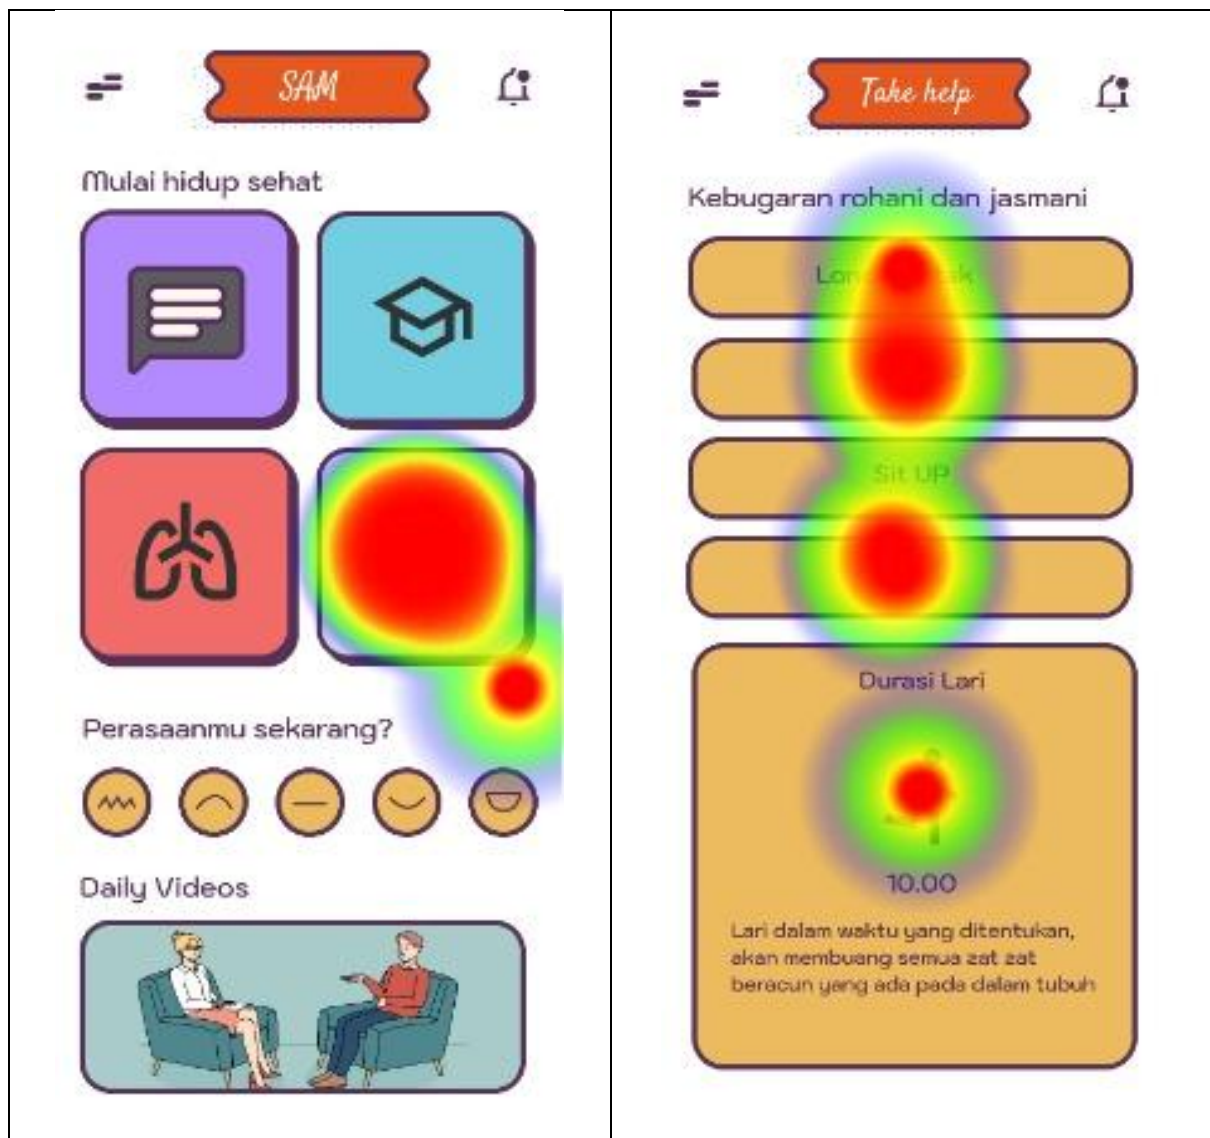 SAM
Mulai hidup sehat
Perasaanmu sekarang?
Daily Videos
Take help
Kebugaran rohani dan jasmani
Sit UP
Durasi Lari
10.00
Lari dalam waktu yang ditentukan,
akan membuang semua zat zat
beracun yang ada pada dalam tubuh